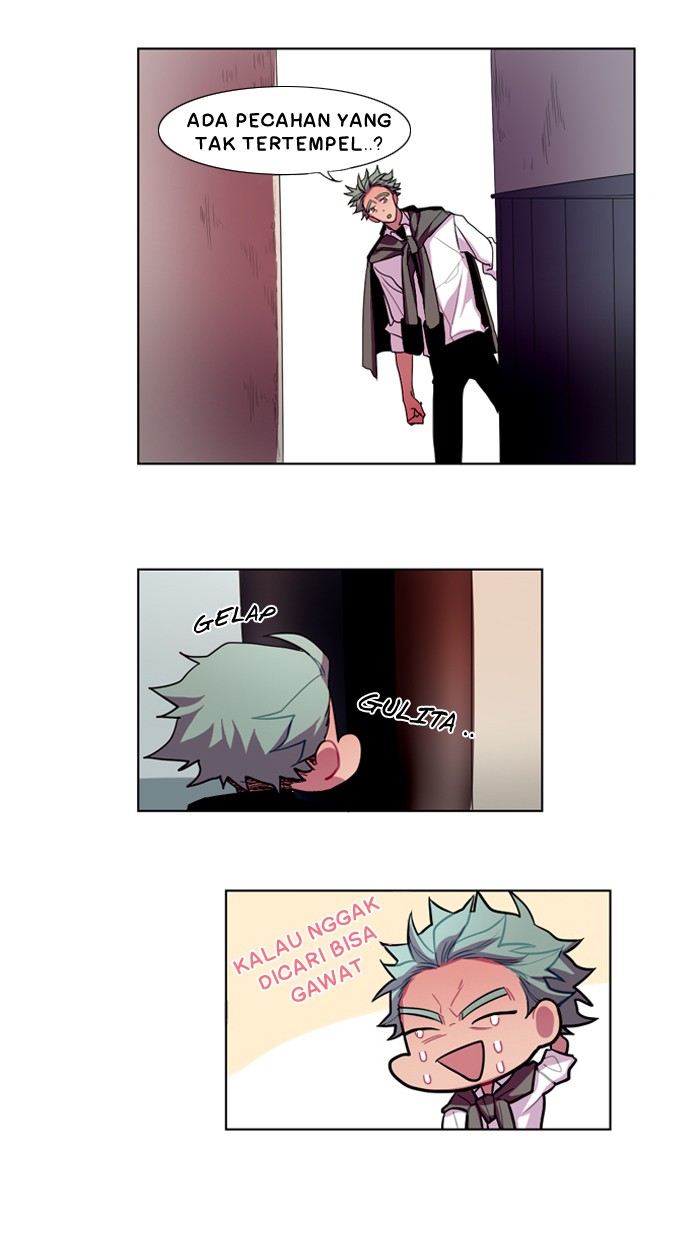 ADA PECAHAN YANG
TAK TERTEMPEL..?
GELAP
GULITA..
KALAU NGGAK
DICARI BISA
GAWAT